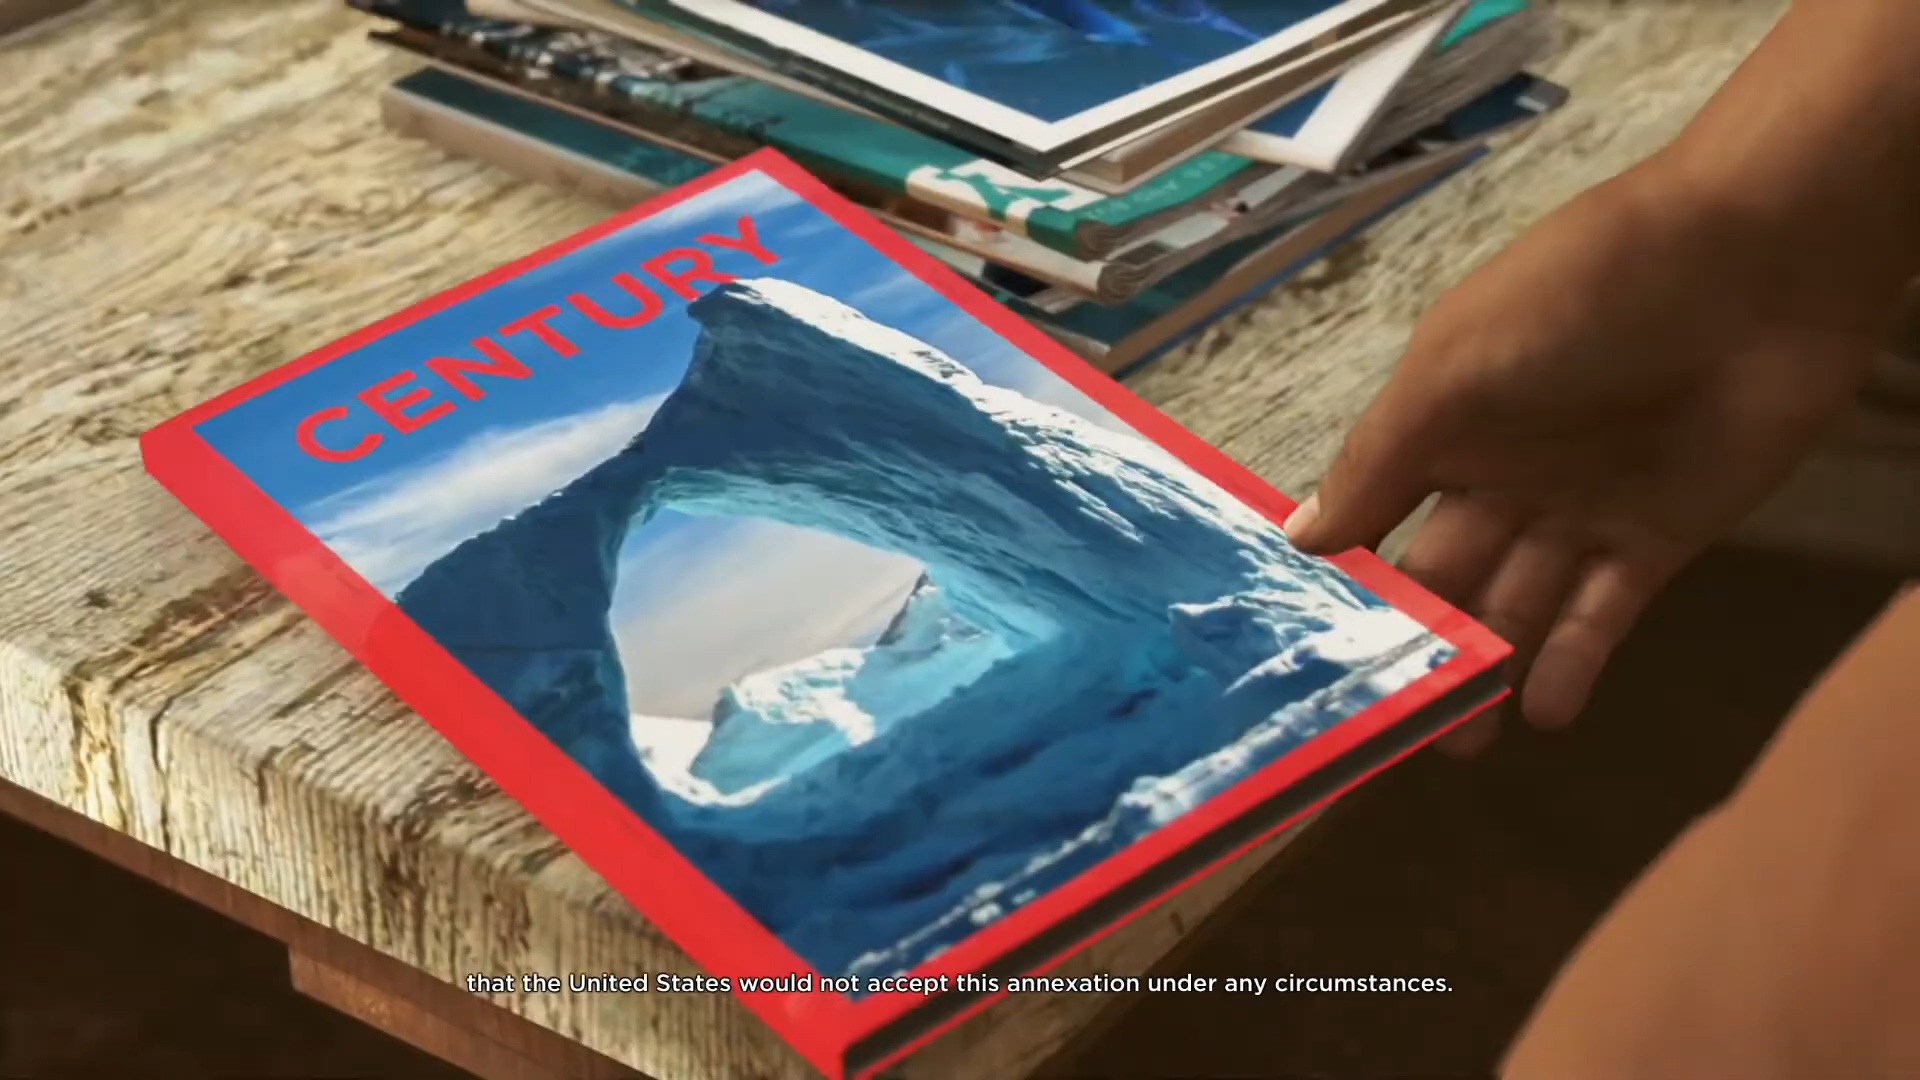 CENTURY
that the United States would not accept this annexation under any circumstances.